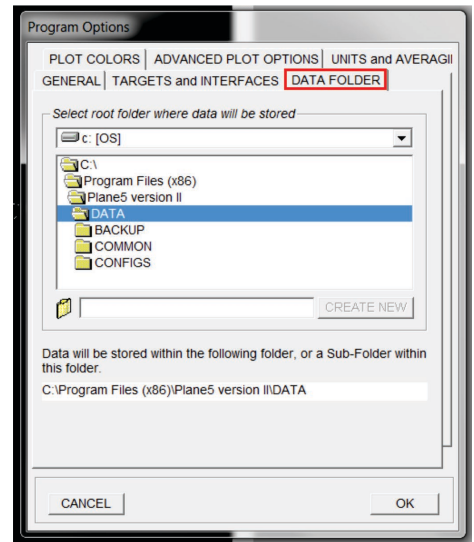 Program Options
PLOT COLORS ADVANCED PLOT OPTIONS UNITS and AVERAGI
GENERAL TARGETS and INTERFACES DATA FOLDER
Select root folder where data will be stored
c: [OS]
C:\
Program Files (x86)
Plane5 version II
DATA
BACKUP
COMMON
CONFIGS
CREATE NEW
Data will be stored within the following folder, or a Sub-Folder within
this folder.
C:\Program Files (x86)\Plane5 version II\DATA
CANCEL OK